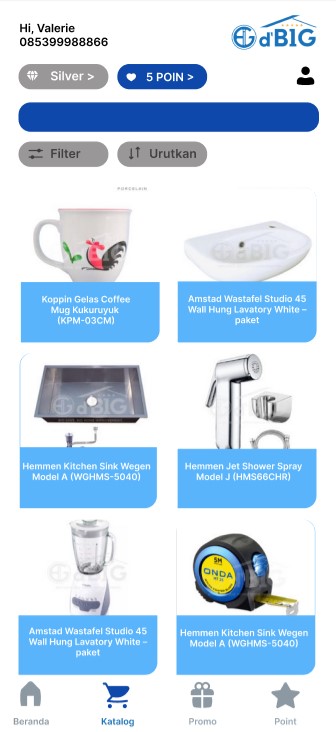 Hi, Valerie
085399988866
d'BIG
Silver >
5 POIN >
Filter
Urutkan
PORCELAIN
Koppin Gelas Coffee
Mug Kukuruyuk
(KPM-03CM)
Amstad Wastafel Studio 45
Wall Hung Lavatory White –
paket
Hemmen Kitchen Sink Wegen
Model A (WGHMS-5040)
Hemmen Jet Shower Spray
Model J (HMS66CHR)
5M
ONDA
Amstad Wastafel Studio 45
Wall Hung Lavatory White –
paket
Hemmen Kitchen Sink Wegen
Model A (WGHMS-5040)
Beranda
Katalog
Promo
Point